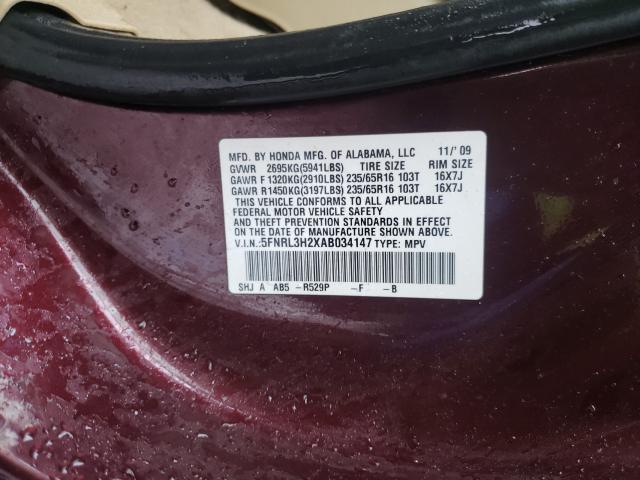 MFD. BY HONDA MFG. OF ALABAMA, LLC 11/'09
GVWR 2695KG(5941LBS) TIRE SIZE RIM SIZE
GAWR F1320KG(2910LBS)235/65R16 103T 16X7J
GAWR R1450KG(3197LBS)235/65R16 103T 16X7J
THIS VEHICLE CONFORMS TO ALL APPLICABLE
FEDERAL MOTOR VEHICLE SAFETY
AND THEFT PREVENTION STANDARDS IN EFFECT
ON THE DATE OF MANUFACTURE SHOWN ABOVE.
V.I.N.:5FNRL3H2XAB034147 TYPE: MPV
SHJ A AB5 -R529P -F -B